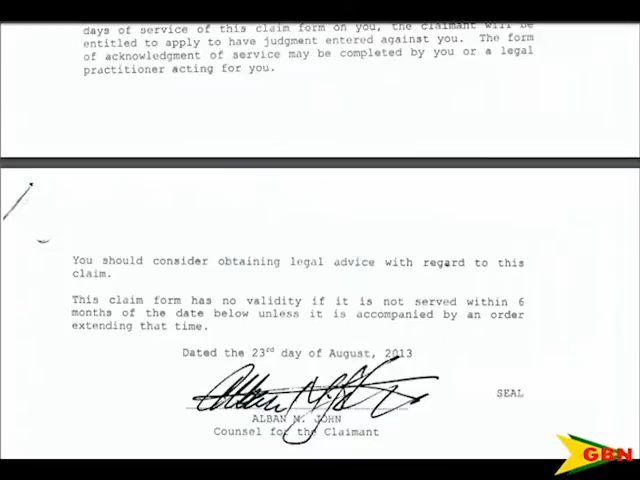 days of service of this claim form on you, the claimant will be
entitled to apply to have judgment entered against you. The form
of acknowledgment of service may be completed by you or a legal
practitioner acting for you.
You should consider obtaining legal advice with regard to this
claim.
This claim form has no validity if it is not served within 6
months of the date below unless it is accompanied by an order
extending that time.
Dated the 23rd day of August, 2013
SEAL
ALBAN M. JOHN
Counsel for the Claimant
GBN